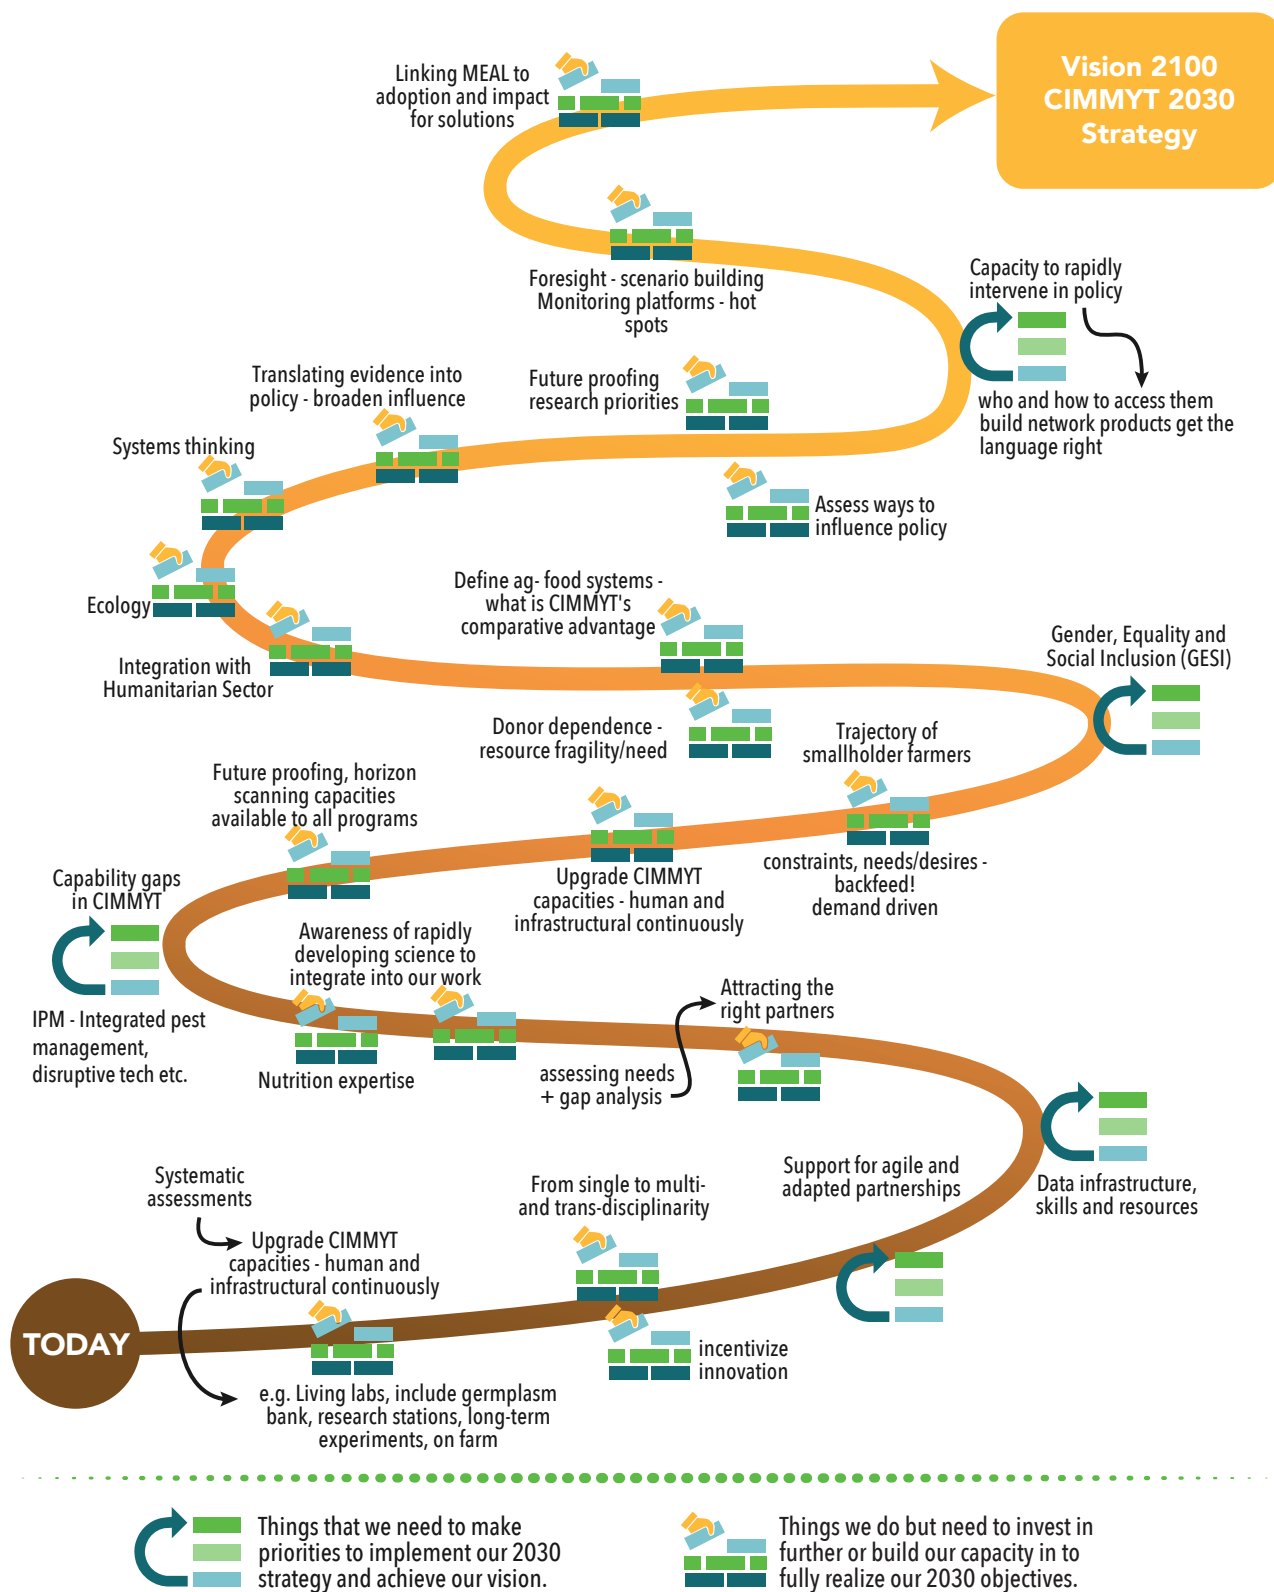 Vision 2100
CIMMYT 2030
Strategy
Linking MEAL to
adoption and impact
for solutions
Foresight - scenario building
Monitoring platforms - hot
spots
Capacity to rapidly
intervene in policy
who and how to access them
build network products get the
language right
Future proofing
research priorities
Translating evidence into
policy - broaden influence
Systems thinking
Assess ways to
influence policy
Ecology
Define ag- food systems -
what is CIMMYT's
comparative advantage
Integration with
Humanitarian Sector
Gender, Equality and
Social Inclusion (GESI)
Donor dependence -
resource fragility/need
Trajectory of
smallholder farmers
constraints, needs/desires -
backfeed!
demand driven
Future proofing, horizon
scanning capacities
available to all programs
Upgrade CIMMYT
capacities - human and
infrastructural continuously
Capability gaps
in CIMMYT
IPM - Integrated pest
management,
disruptive tech etc.
Awareness of rapidly
developing science to
integrate into our work
Nutrition expertise
Attracting the
right partners
assessing needs
+ gap analysis
Data infrastructure,
skills and resources
Support for agile and
adapted partnerships
From single to multi-
and trans-disciplinarity
Systematic
assessments
Upgrade CIMMYT
capacities - human and
infrastructural continuously
TODAY
incentivize
innovation
e.g. Living labs, include germplasm
bank, research stations, long-term
experiments, on farm
Things that we need to make
priorities to implement our 2030
strategy and achieve our vision.
Things we do but need to invest in
further or build our capacity in to
fully realize our 2030 objectives.